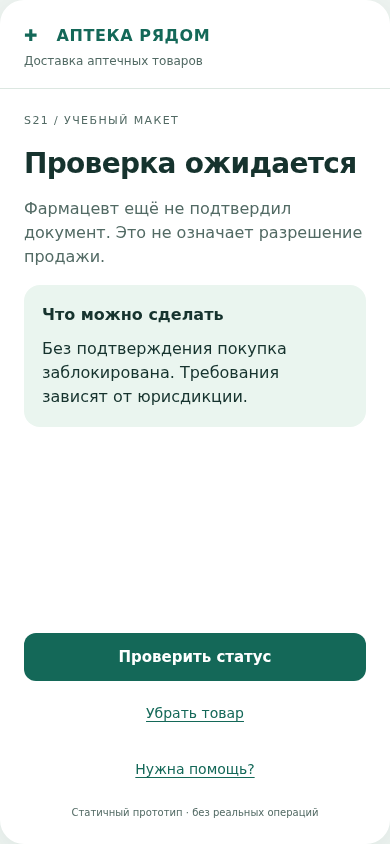 ✚ АПТЕКА РЯДОМ
Доставка аптечных товаров
S21 / УЧЕБНЫЙ МАКЕТ
Проверка ожидается
Фармацевт ещё не подтвердил
документ. Это не означает разрешение
продажи.
Что можно сделать
Без подтверждения покупка
заблокирована. Требования
зависят от юрисдикции.
Проверить статус
Убрать товар
Нужна помощь?
Статичный прототип · без реальных операций